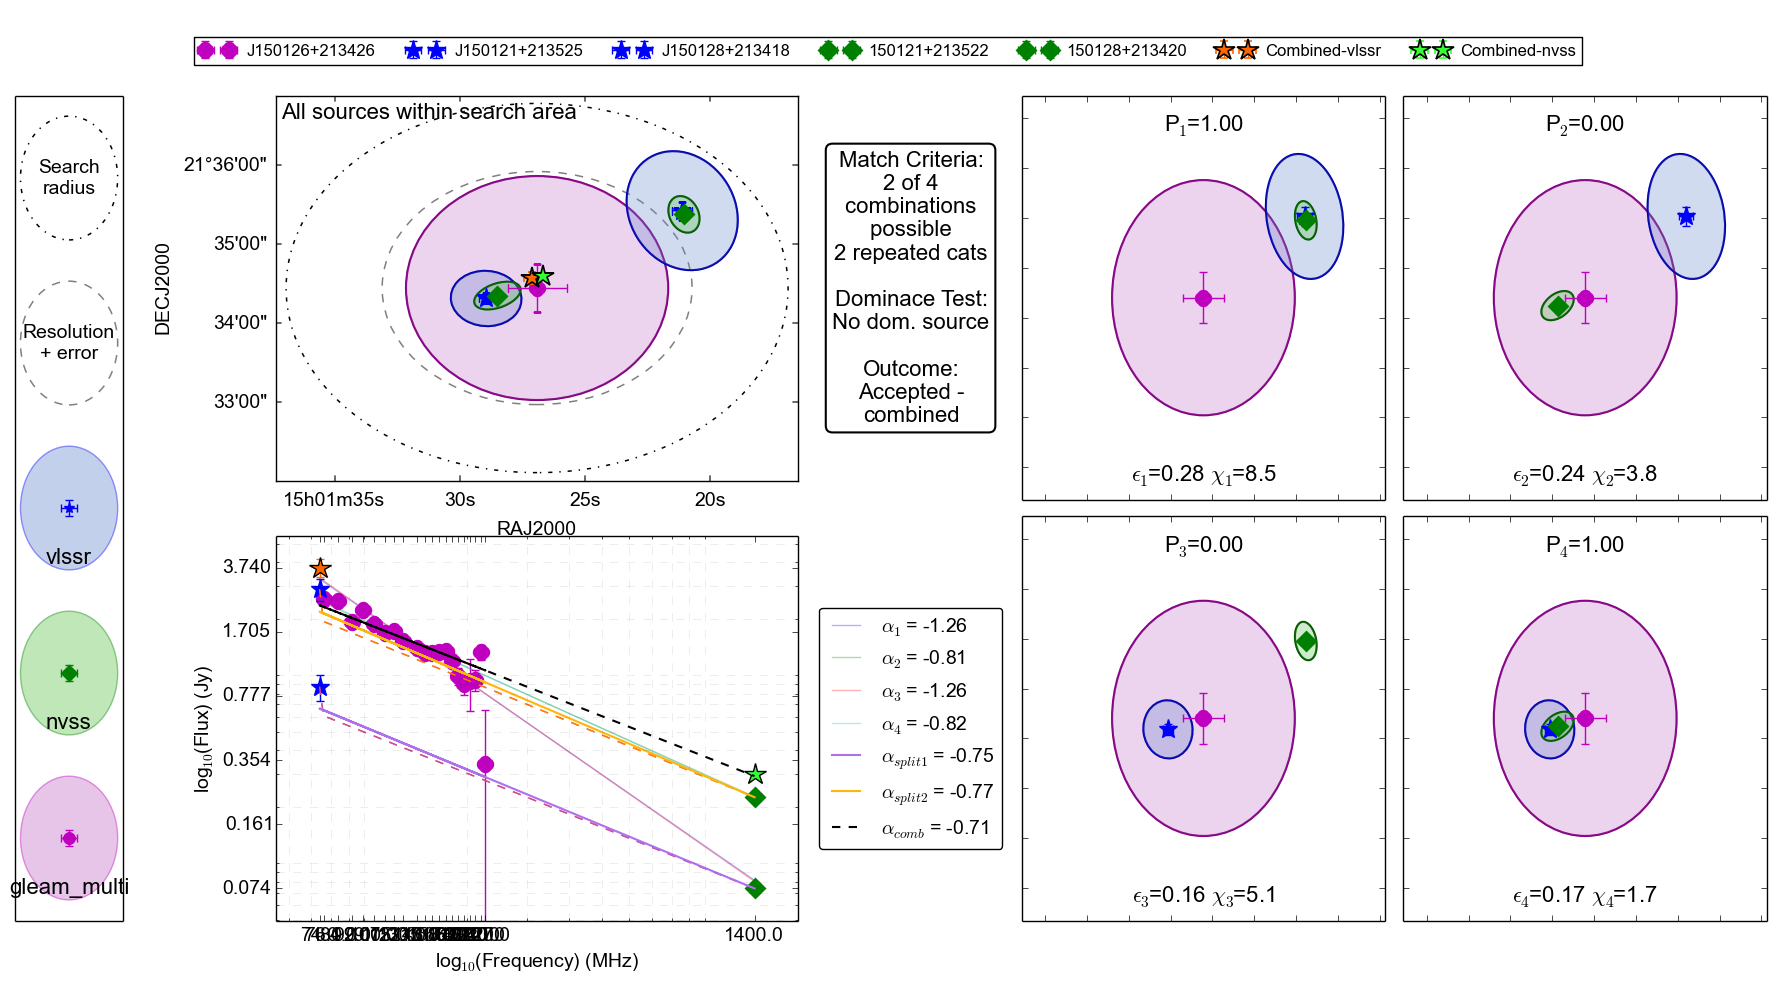 J150126+213426 J150121+213525 J150128+213418 150121+213522 150128+213420 Combined-vlssr Combined-nvss
Search
radius
Resolution
+ error
vlssr
nvss
gleam_multi
All sources within search area
DECJ2000
21°36'00"
35'00"
34'00"
33'00"
15h01m35s 30s 25s 20s
RAJ2000
Match Criteria:
2 of 4
combinations
possible
2 repeated cats
Dominace Test:
No dom. source
Outcome:
Accepted -
combined
P1=1.00
ϵ1=0.28 χ1=8.5
P2=0.00
ϵ2=0.24 χ2=3.8
log10(Flux) (Jy)
3.740
1.705
0.777
0.354
0.161
0.074
1400.0
log10(Frequency) (MHz)
α1 = -1.26
α2 = -0.81
α3 = -1.26
α4 = -0.82
αsplit1 = -0.75
αsplit2 = -0.77
αcomb = -0.71
P3=0.00
ϵ3=0.16 χ3=5.1
P4=1.00
ϵ4=0.17 χ4=1.7